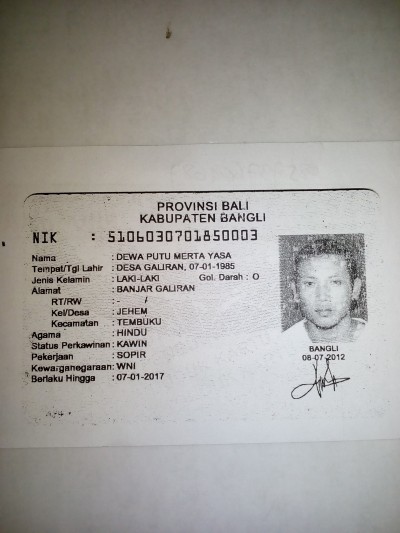 PROVINSI BALI
KABUPATEN BANGLI
NIK : 5106030701850003
Nama : DEWA PUTU MERTA YASA
Tempat/Tgl Lahir : DESA GALIRAN, 07-01-1985
Jenis Kelamin : LAKI-LAKI Gol. Darah : O
Alamat : BANJAR GALIRAN
RT/RW : - /
Kel/Desa : JEHEM
Kecamatan : TEMBUKU
Agama : HINDU
Status Perkawinan : KAWIN
Pekerjaan : SOPIR
Kewarganegaraan : WNI
Berlaku Hingga : 07-01-2017
BANGLI
08-07-2012